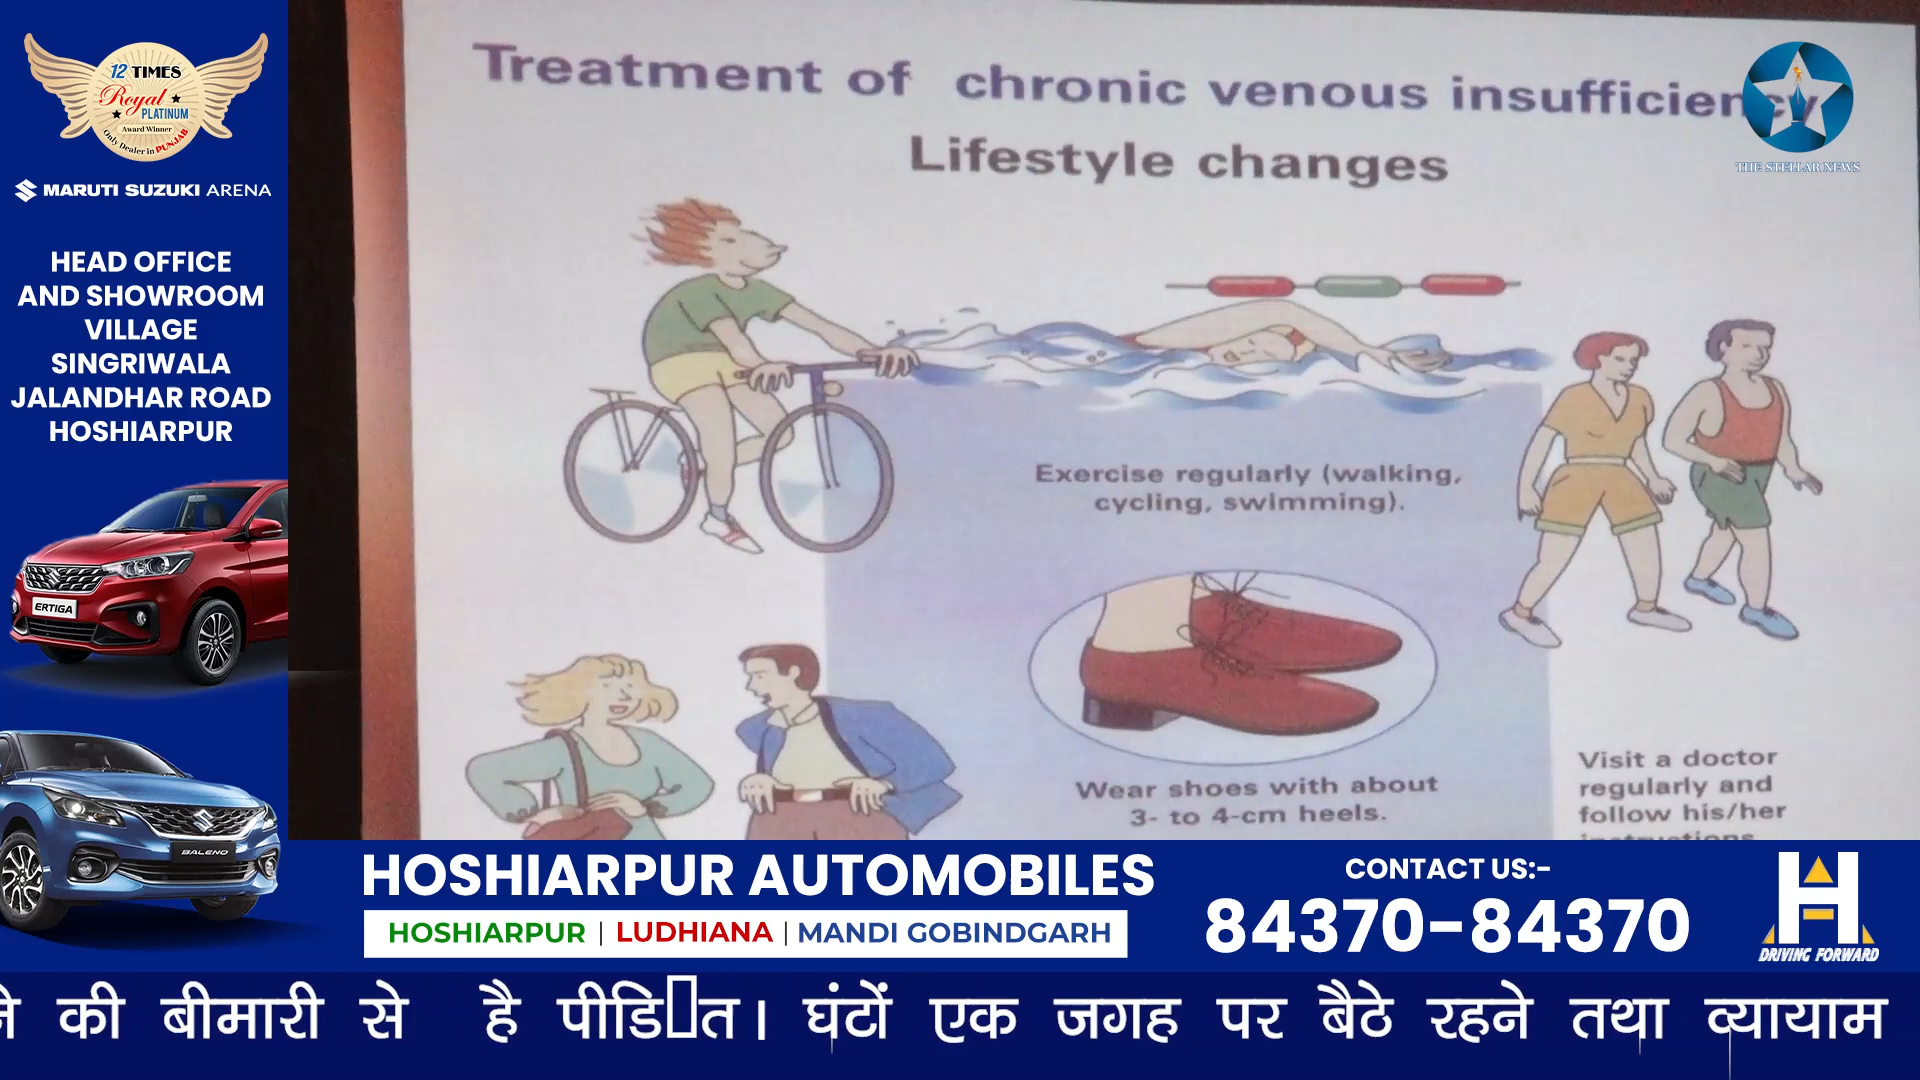 12 TIMES
Royal
PLATINUM
Award Winner
Only Dealer in PUNJAB
MARUTI SUZUKI ARENA
HEAD OFFICE
AND SHOWROOM
VILLAGE
SINGRIWALA
JALANDHAR ROAD
HOSHIARPUR
ERTIGA
BALENO
Treatment of chronic venous insufficiency
Lifestyle changes
THE STELLAR NEWS
Exercise regularly (walking,
cycling, swimming).
Wear shoes with about
3- to 4-cm heels.
Visit a doctor
regularly and
follow his/her
instructions
HOSHIARPUR AUTOMOBILES
HOSHIARPUR | LUDHIANA | MANDI GOBINDGARH
CONTACT US:-
84370-84370
H
DRIVING FORWARD
की बीमारी से है पीडि॒त। घंटों एक जगह पर बैठे रहने तथा व्यायाम